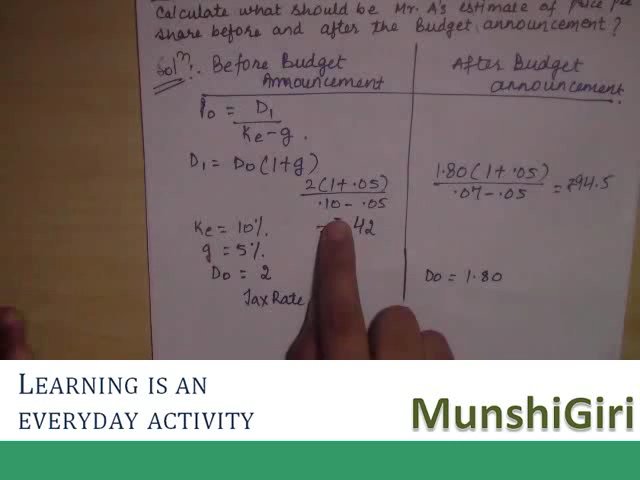 Calculate what should be Mr. A's estimate of price per
share before and after the Budget announcement?
Solⁿ:. Before Budget Announcement
After Budget announcement
P₀ = D₁ / Ke-g.
D₁ = D₀(1+g)
2(1+.05) / .10-.05
42
Ke = 10%
g = 5%
D₀ = 2
Tax Rate
1.80(1+.05) / .07-.05 = ₹94.5
D₀ = 1.80
LEARNING IS AN
EVERYDAY ACTIVITY
MunshiGiri